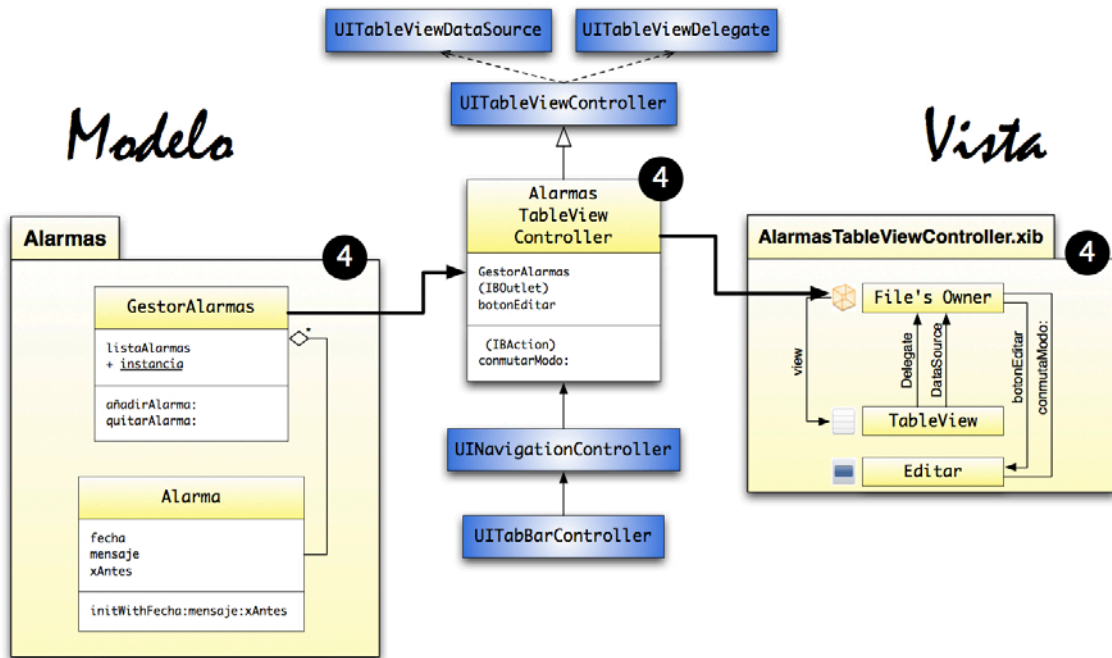 UITableViewDataSource
UITableViewDelegate
UITableViewController
Modelo
Vista
4
Alarmas
TableView
Controller
GestorAlarmas
(IBOutlet)
botonEditar
(IBAction)
conmutarModo:
UINavigationController
UITabBarController
Alarmas
4
GestorAlarmas
*
listaAlarmas
+ instancia
añadirAlarma:
quitarAlarma:
Alarma
fecha
mensaje
xAntes
initWithFecha:mensaje:xAntes
AlarmasTableViewController.xib
4
File's Owner
view
Delegate
DataSource
botonEditar
conmutaModo:
TableView
Editar